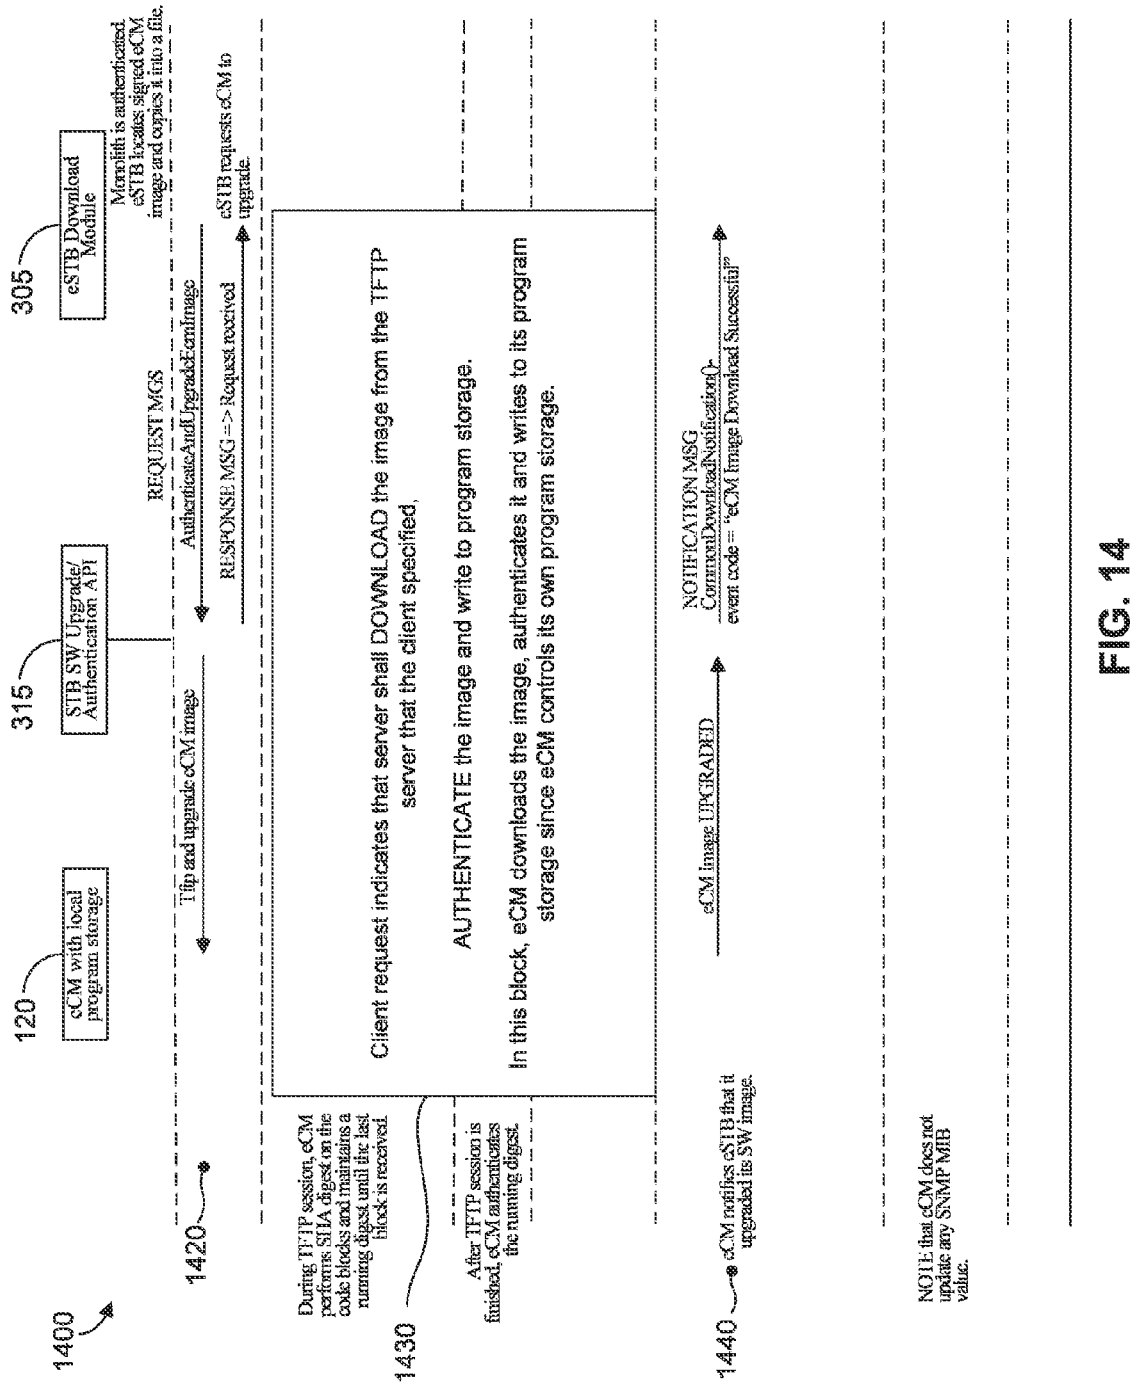 1400
120
eCM with local
program storage
315
STB SW Upgrade/
Authentication API
305
eSTB Download
Module
Monolith is authenticated.
eSTB locates signed eCM
image and copies it into a file.
1420
Tftp and upgrade eCM image
REQUEST MGS
AuthenticateAndUpgradeEcmImage
RESPONSE MSG => Request received
eSTB requests eCM to
upgrade.
During TFTP session, eCM
performs SHA digest on the
code blocks and maintains a
running digest until the last
block is received.
1430
After TFTP session is
finished, eCM authenticates
the running digest.
Client request indicates that server shall DOWNLOAD the image from the TFTP
server that the client specified,
AUTHENTICATE the image and write to program storage.
In this block, eCM downloads the image, authenticates it and writes to its program
storage since eCM controls its own program storage.
1440
eCM notifies eSTB that it
upgraded its SW image.
eCM image UPGRADED
NOTIFICATION MSG
CommonDownloadNotification()-
event code = "eCM Image Download Successful"
NOTE that eCM does not
update any SNMP MIB
value.
FIG. 14